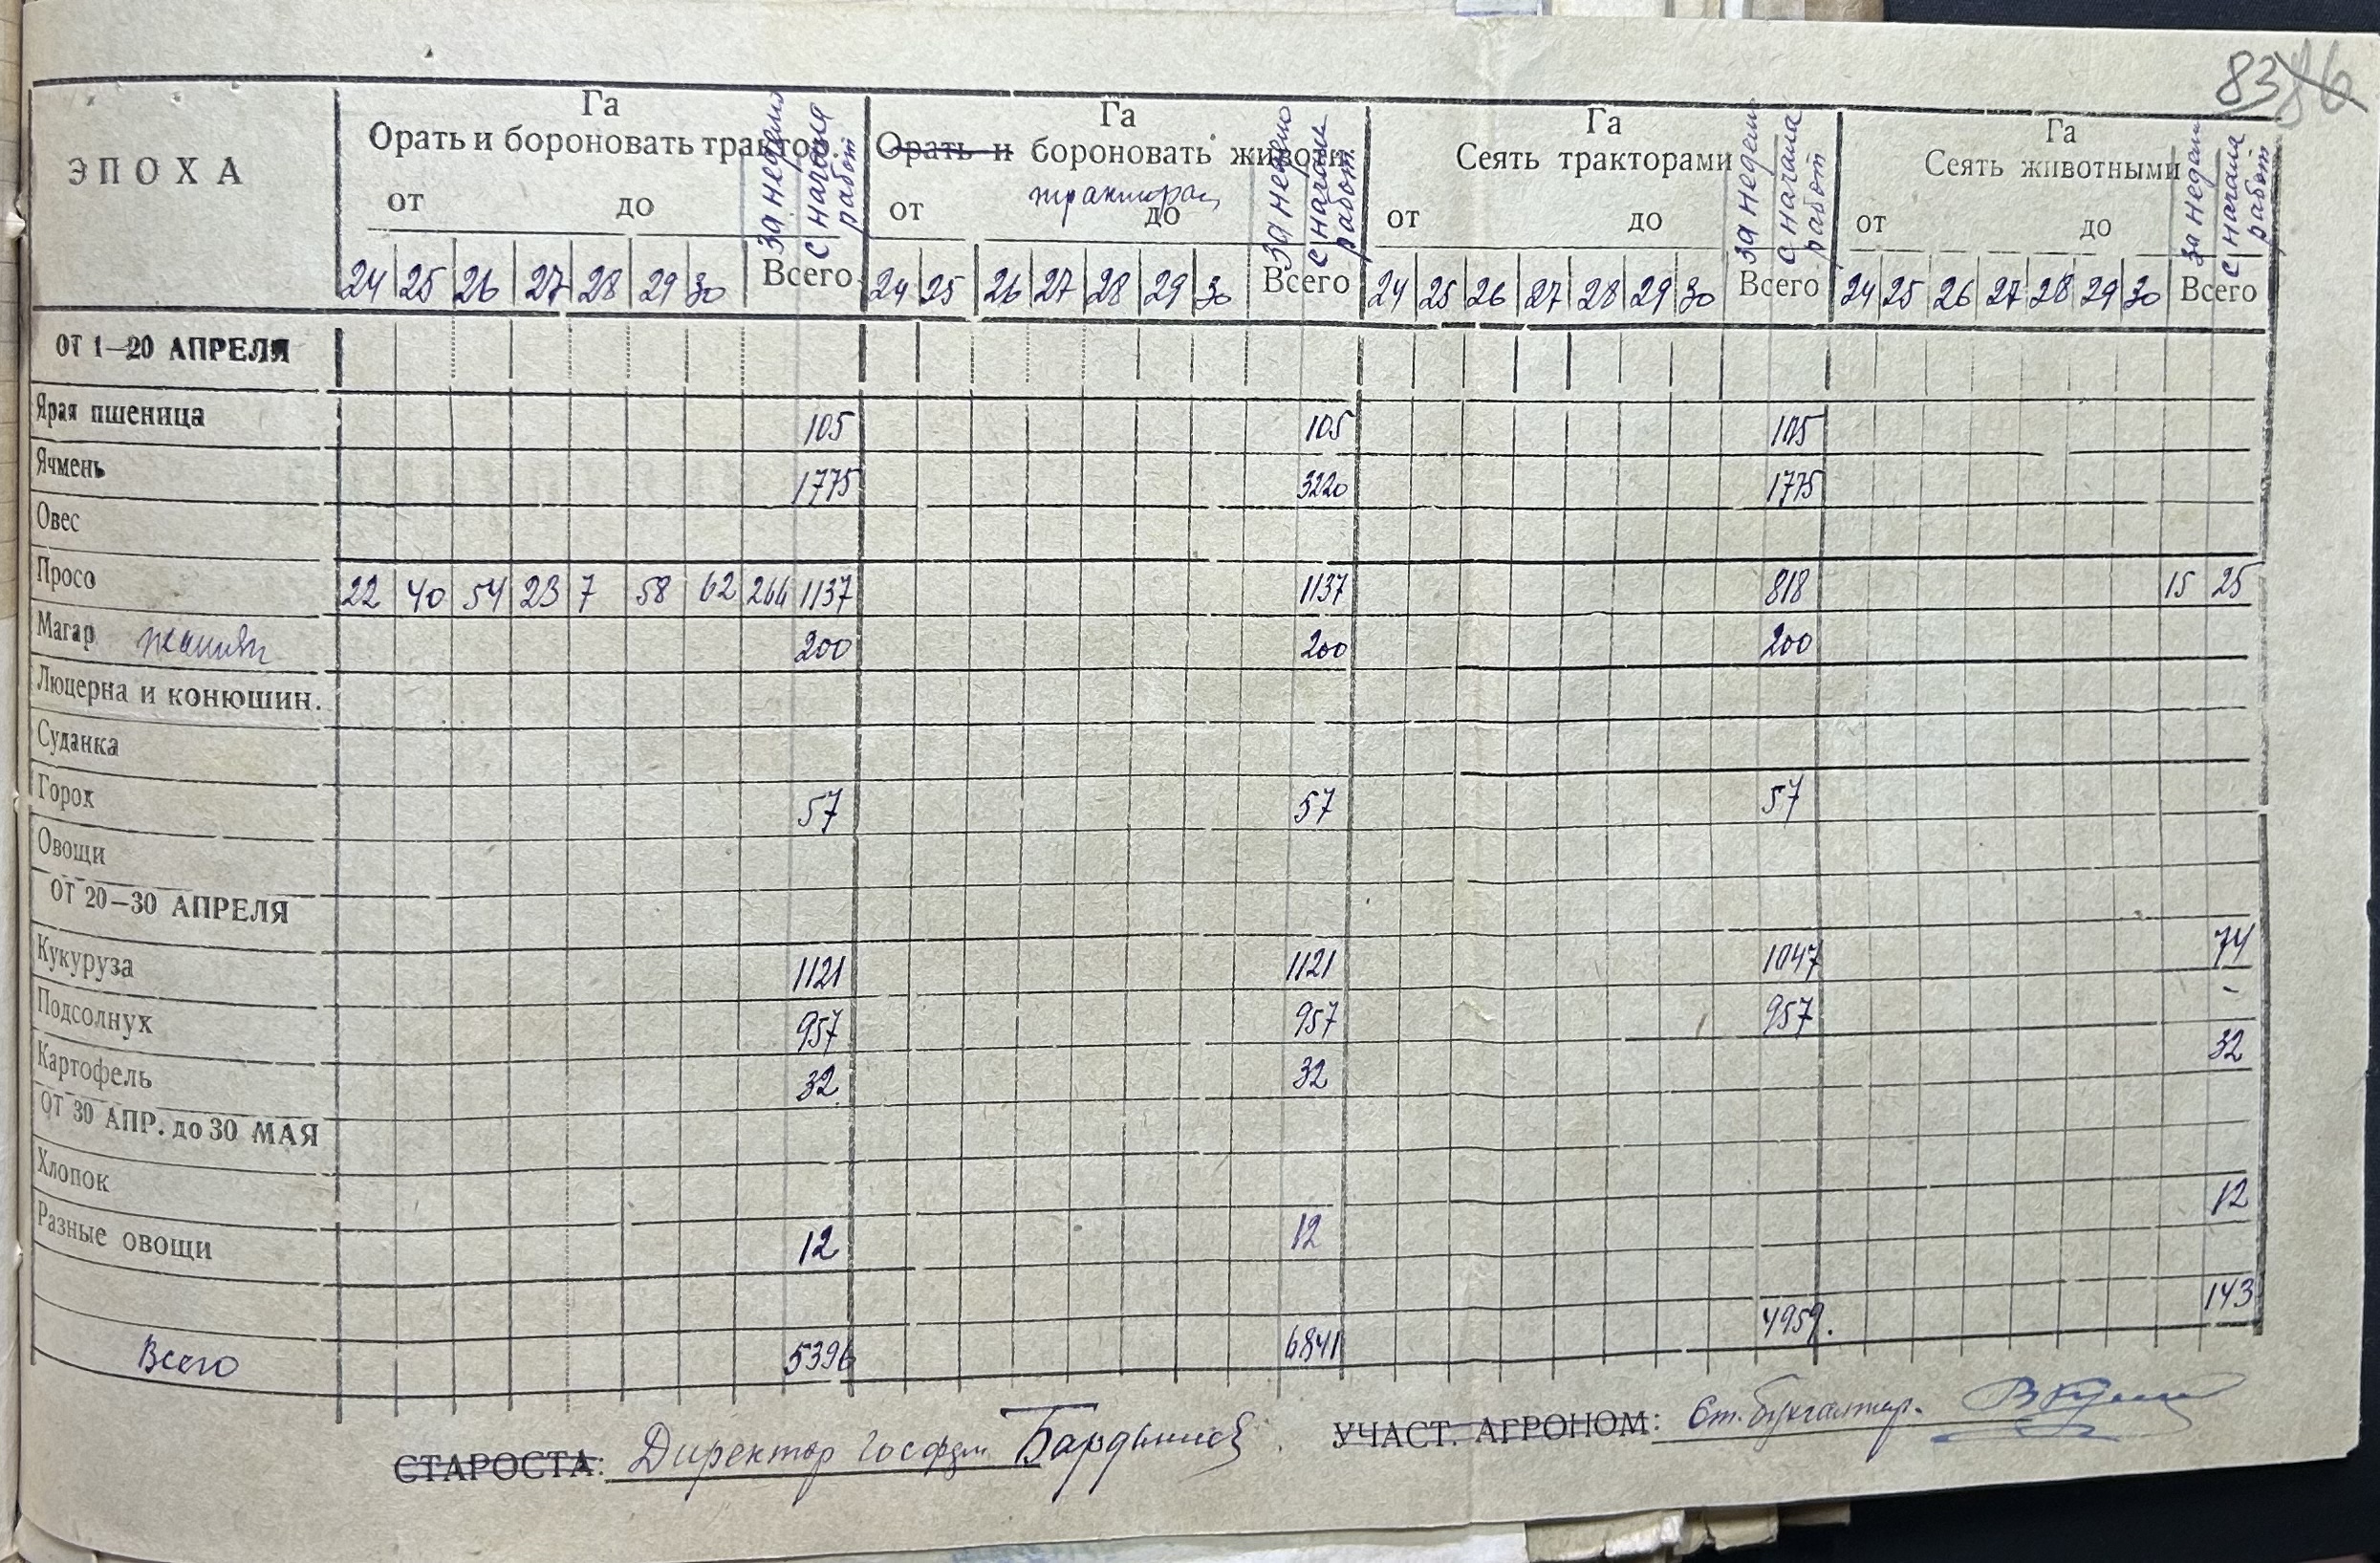 83 86
ЭПОХА
Га
Орать и бороновать трактор.
от до
за неделю
с начала работ
24 25 26 27 28 29 30 Всего
Га
Орать и бороновать животн.
тракторац
от до
за неделю
с начала работ.
24 25 26 27 28 29 30 Всего
Га
Сеять тракторами
от до
за неделю
с начала работ
24 25 26 27 28 29 30 Всего
Га
Сеять животными
от до
за неделю
с начала работ
24 25 26 27 28 29 30 Всего
ОТ 1—20 АПРЕЛЯ
Ярая пшеница 105 105 105
Ячмень 1775 3220 1775
Овес
Просо 22 40 54 23 7 58 62 266 1137 1137 818 15 25
Магар 200 200 200
Люцерна и конюшин.
Суданка
Горох 57 57 57
Овощи
ОТ 20—30 АПРЕЛЯ
Кукуруза 1121 1121 1047 74
Подсолнух 957 957 957 -
Картофель 32 32 32
ОТ 30 АПР. до 30 МАЯ
Хлопок
Разные овощи 12 12 12
Всего 5396 6841 4959. 143
СТАРОСТА: Директор госфзм
УЧАСТ. АГРОНОМ: Ст. бухгалтер.